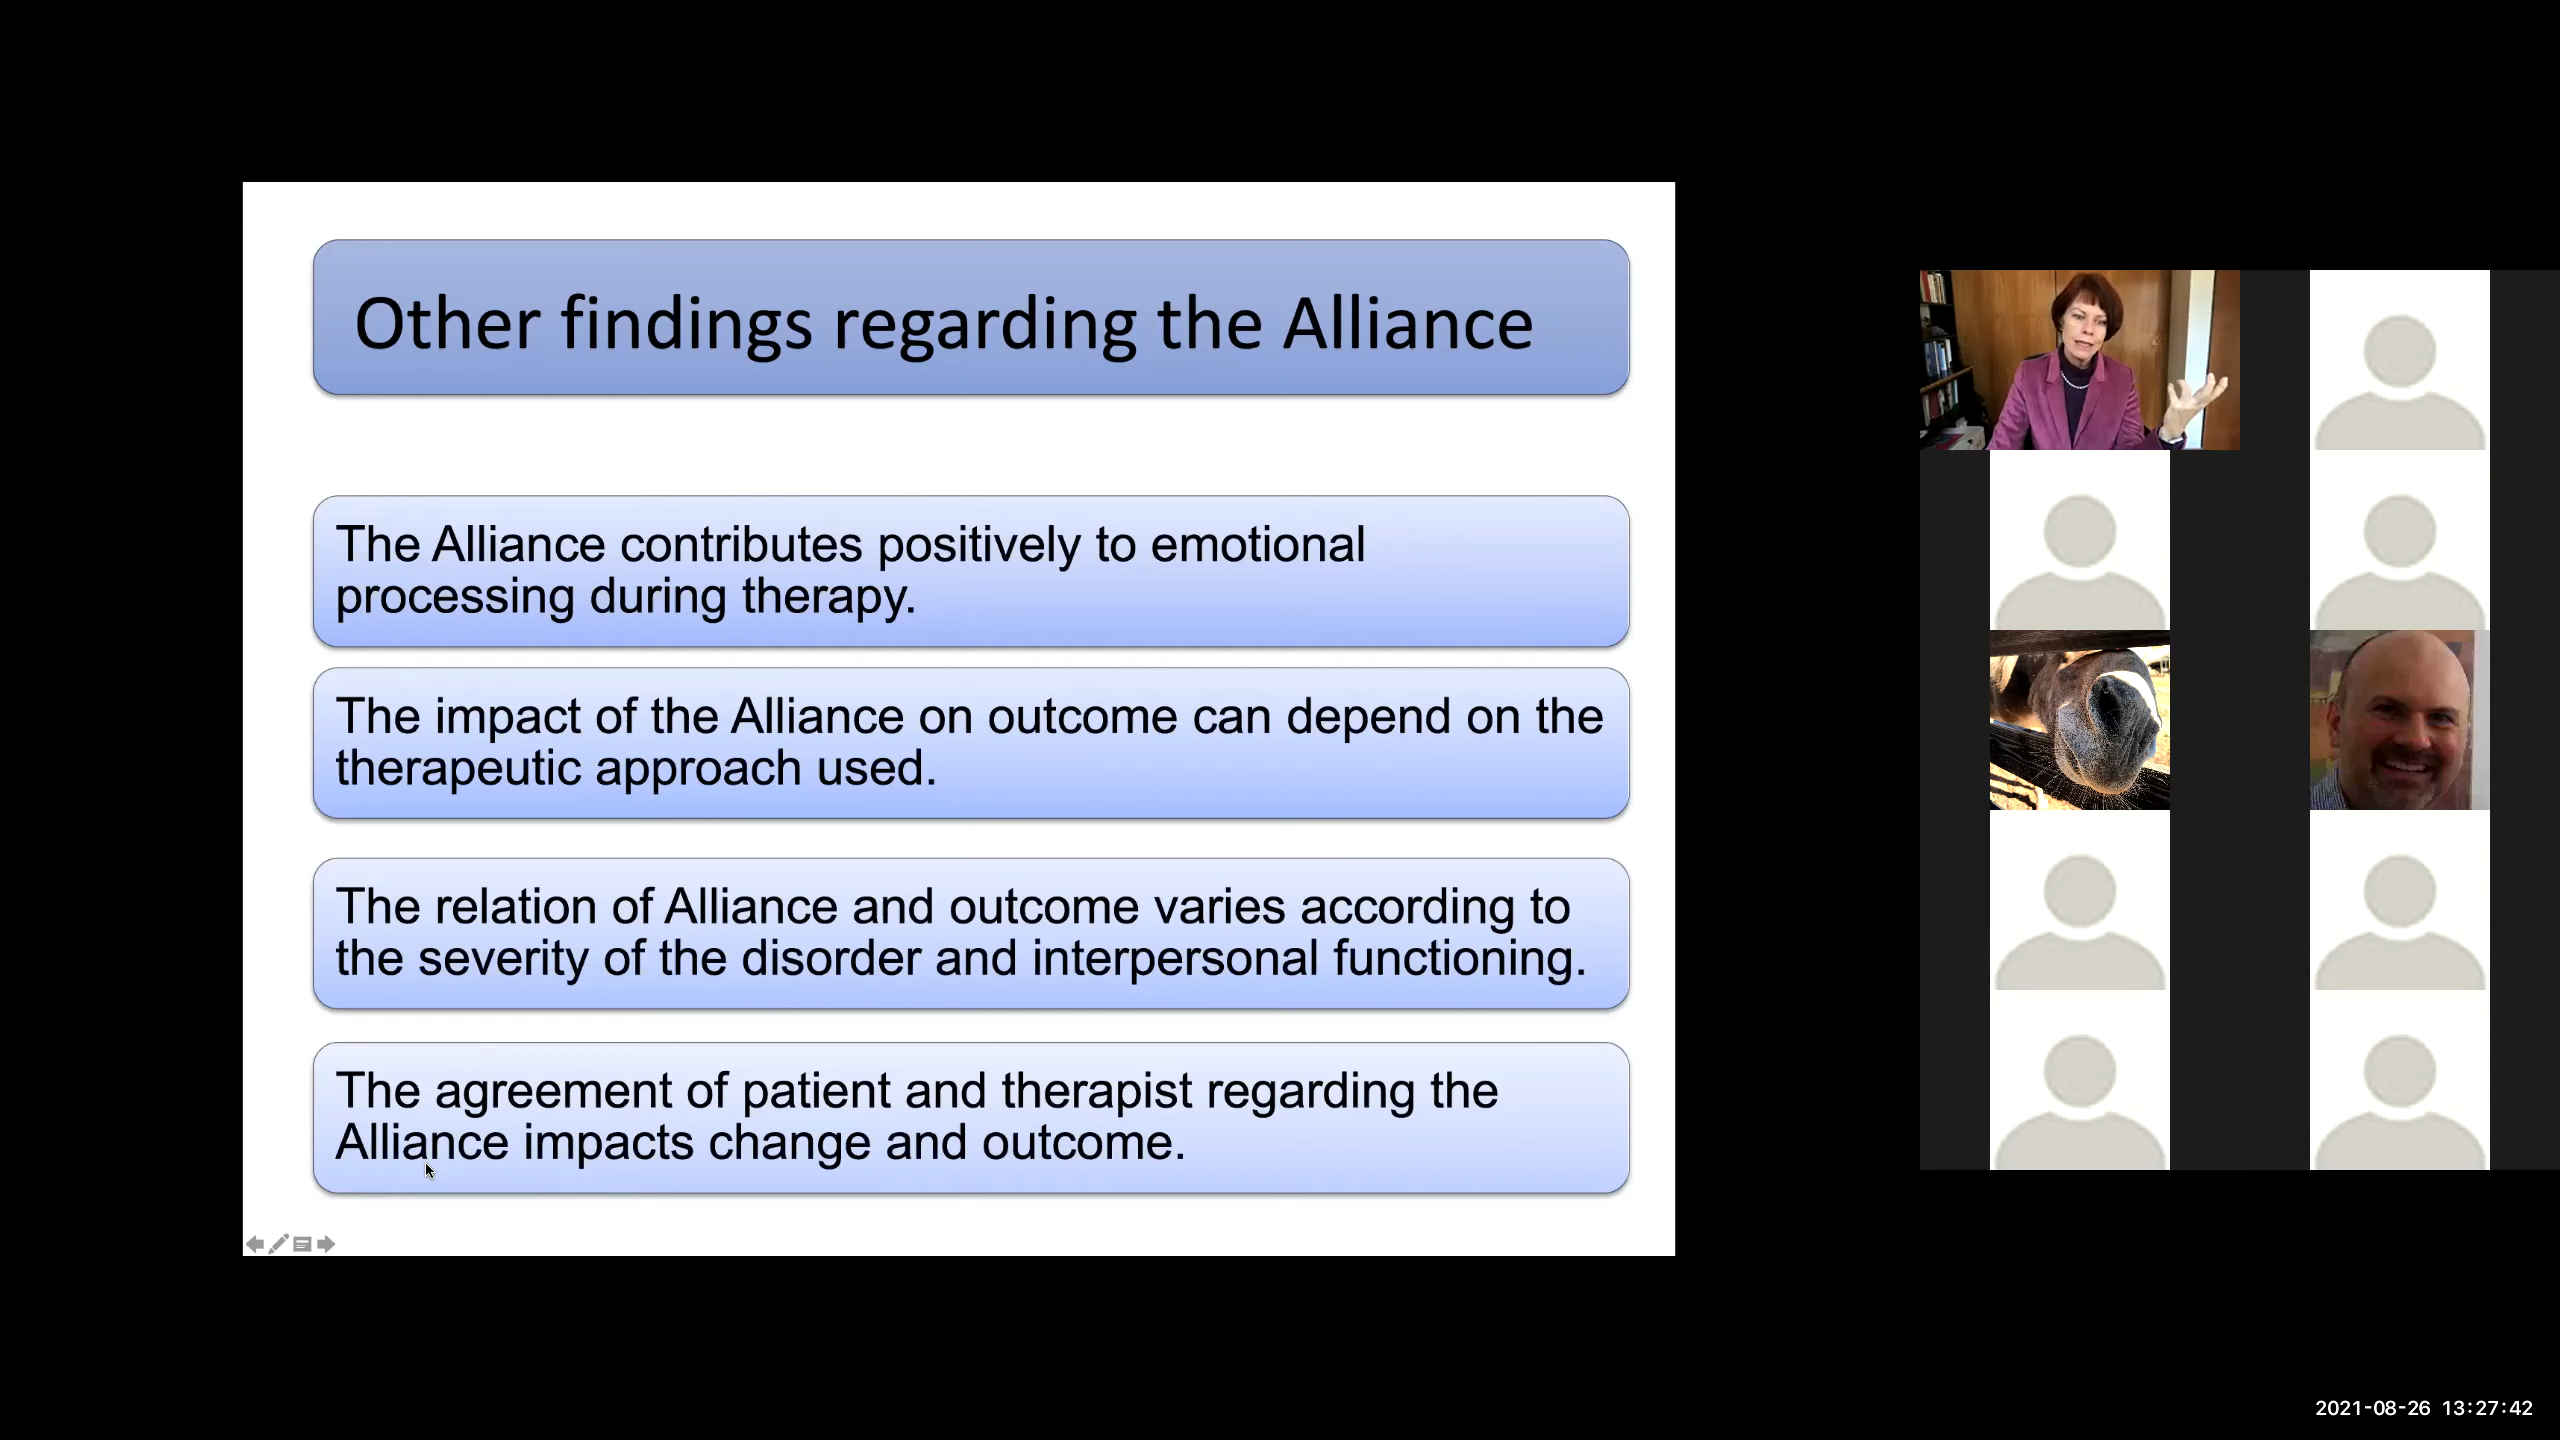 Other findings regarding the Alliance
The Alliance contributes positively to emotional
processing during therapy.
The impact of the Alliance on outcome can depend on the
therapeutic approach used.
The relation of Alliance and outcome varies according to
the severity of the disorder and interpersonal functioning.
The agreement of patient and therapist regarding the
Alliance impacts change and outcome.
2021-08-26 13:27:42